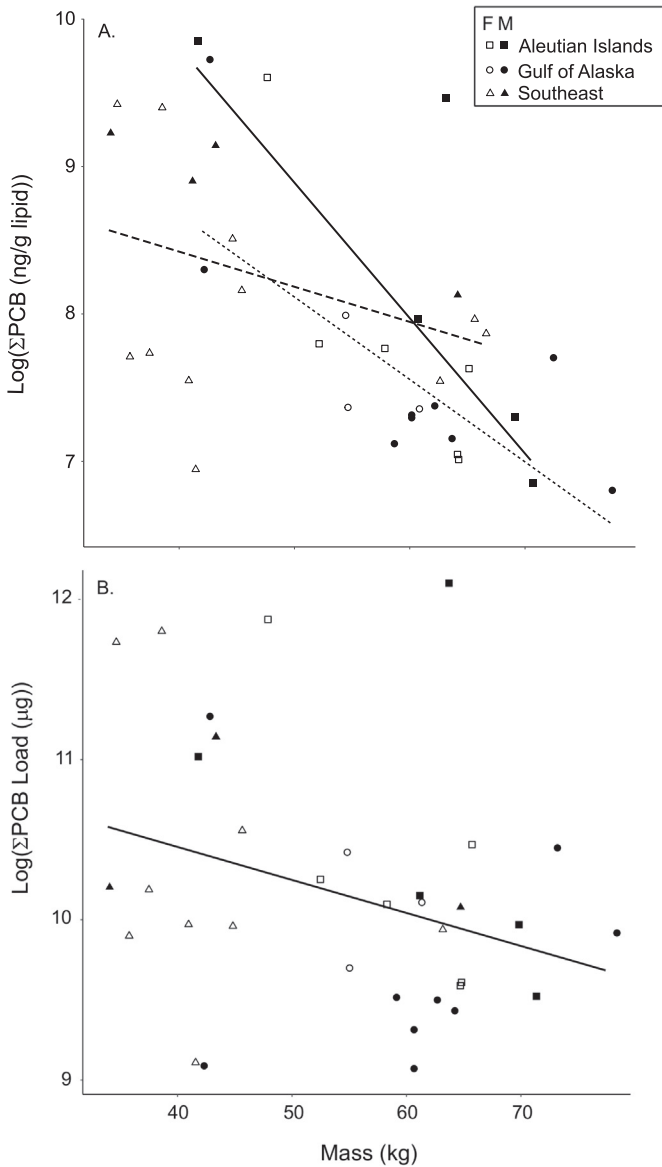 10
A.
F M
Aleutian Islands
Gulf of Alaska
Southeast
9
8
7
Log(ΣPCB (ng/g lipid))
B.
12
11
10
9
Log(ΣPCB Load (μg))
40 50 60 70
Mass (kg)